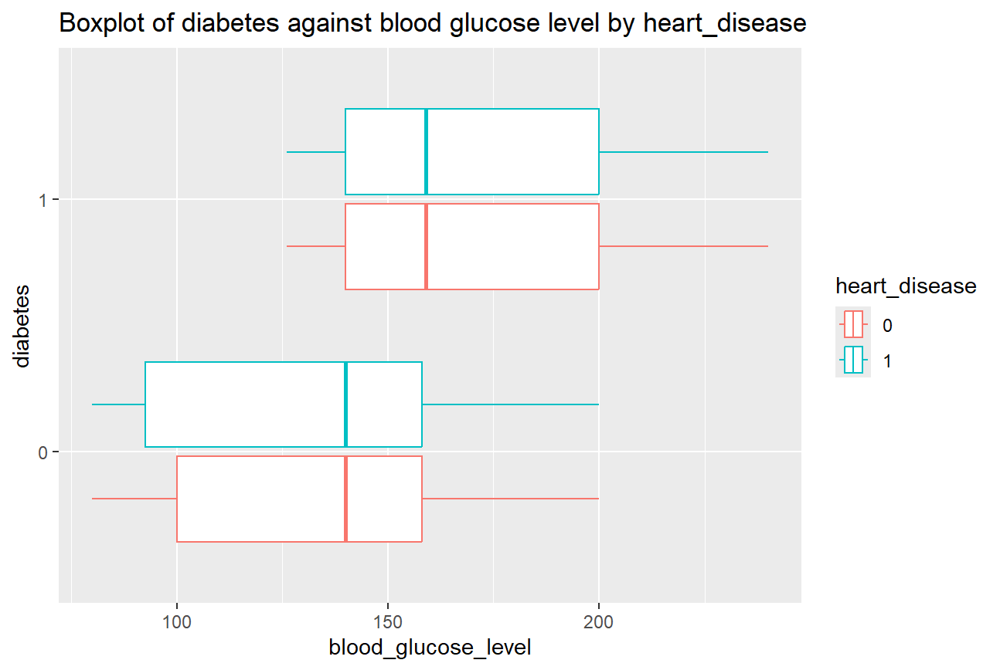 Boxplot of diabetes against blood glucose level by heart_disease
diabetes
1
0
100 150 200
blood_glucose_level
heart_disease
0
1